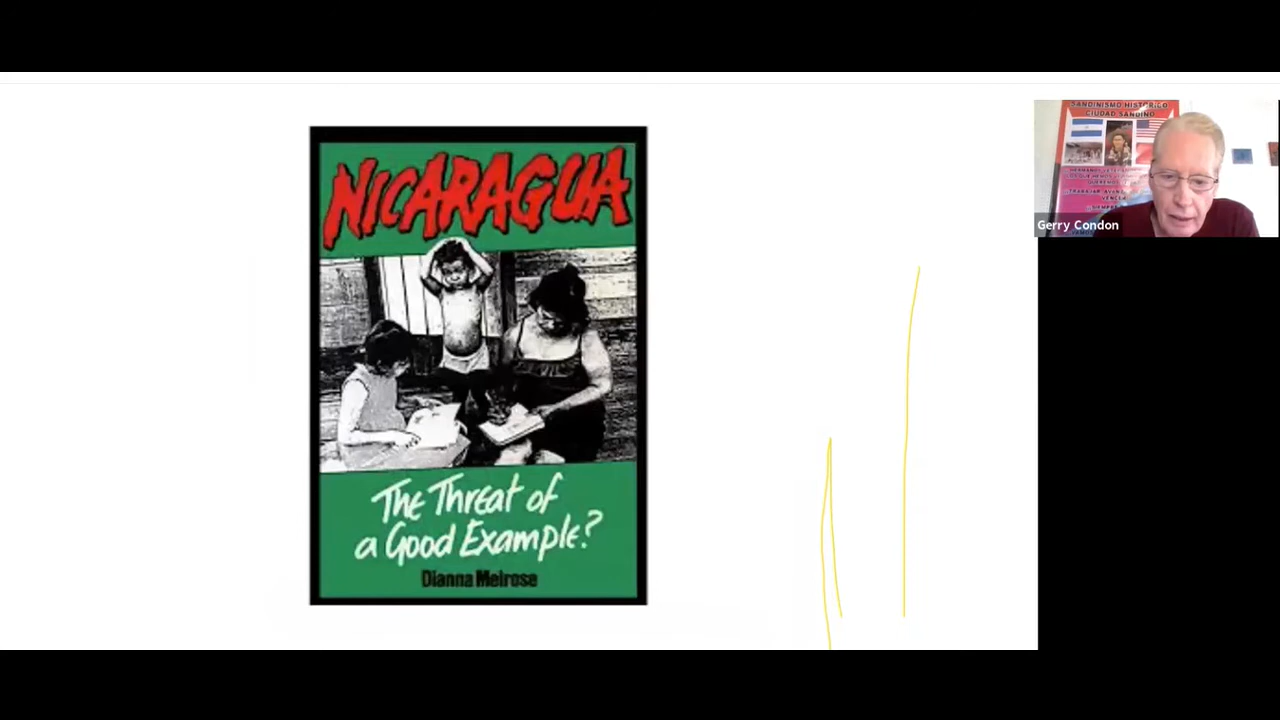 NICARAGUA
The Threat of
a Good Example?
Dianna Melrose
SANDINISMO HISTORICO
CIUDAD SANDINO
Gerry Condon